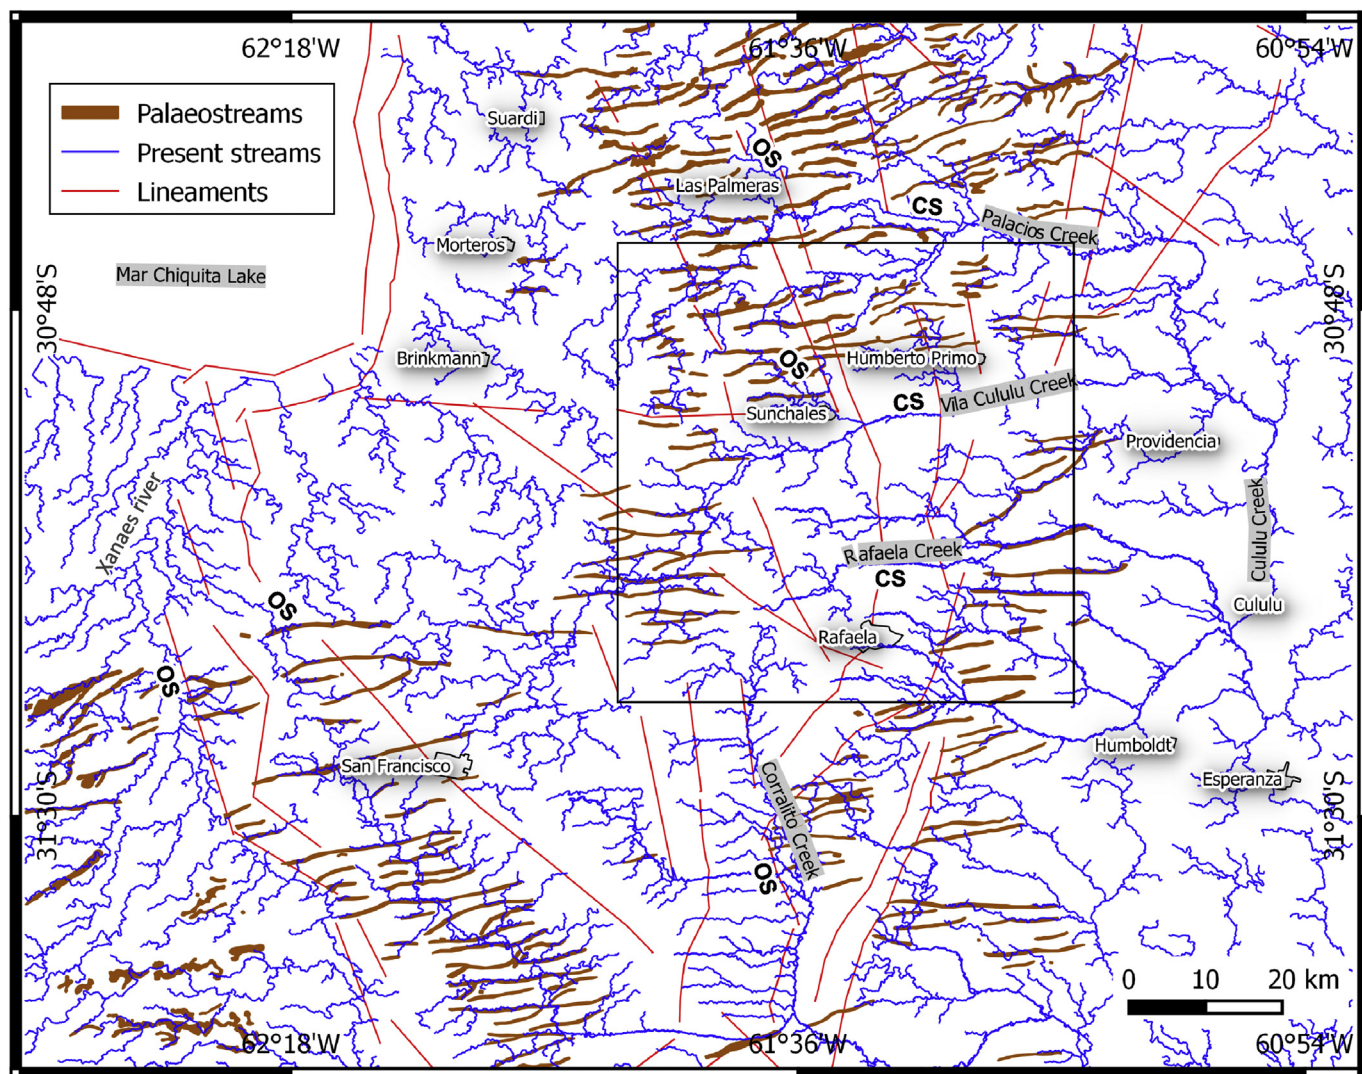 62°18'W
61°36'W
60°54'W
Palaeostreams
Present streams
Lineaments
Suardi
OS
Las Palmeras
CS
Palacios Creek
Morteros
Mar Chiquita Lake
30°48'S
30°48'S
Brinkmann
OS
Humberto Primo
Vila Cululu Creek
CS
Sunchales
Providencia
Xanaes river
Cululu Creek
Rafaela Creek
CS
OS
Cululu
Rafaela
OS
San Francisco
Humboldt
Esperanza
Corralito Creek
31°30'S
31°30'S
OS
0 10 20 km
62°18'W
61°36'W
60°54'W